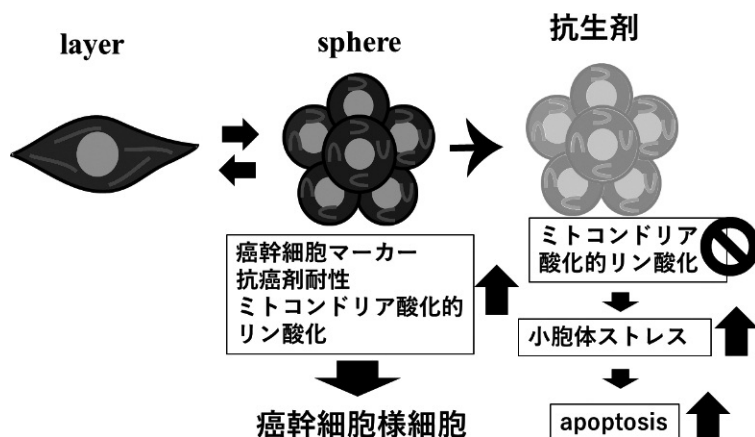 layer
sphere
抗生剤
癌幹細胞マーカー
抗癌剤耐性
ミトコンドリア酸化的
リン酸化
癌幹細胞様細胞
ミトコンドリア
酸化的リン酸化
小胞体ストレス
apoptosis